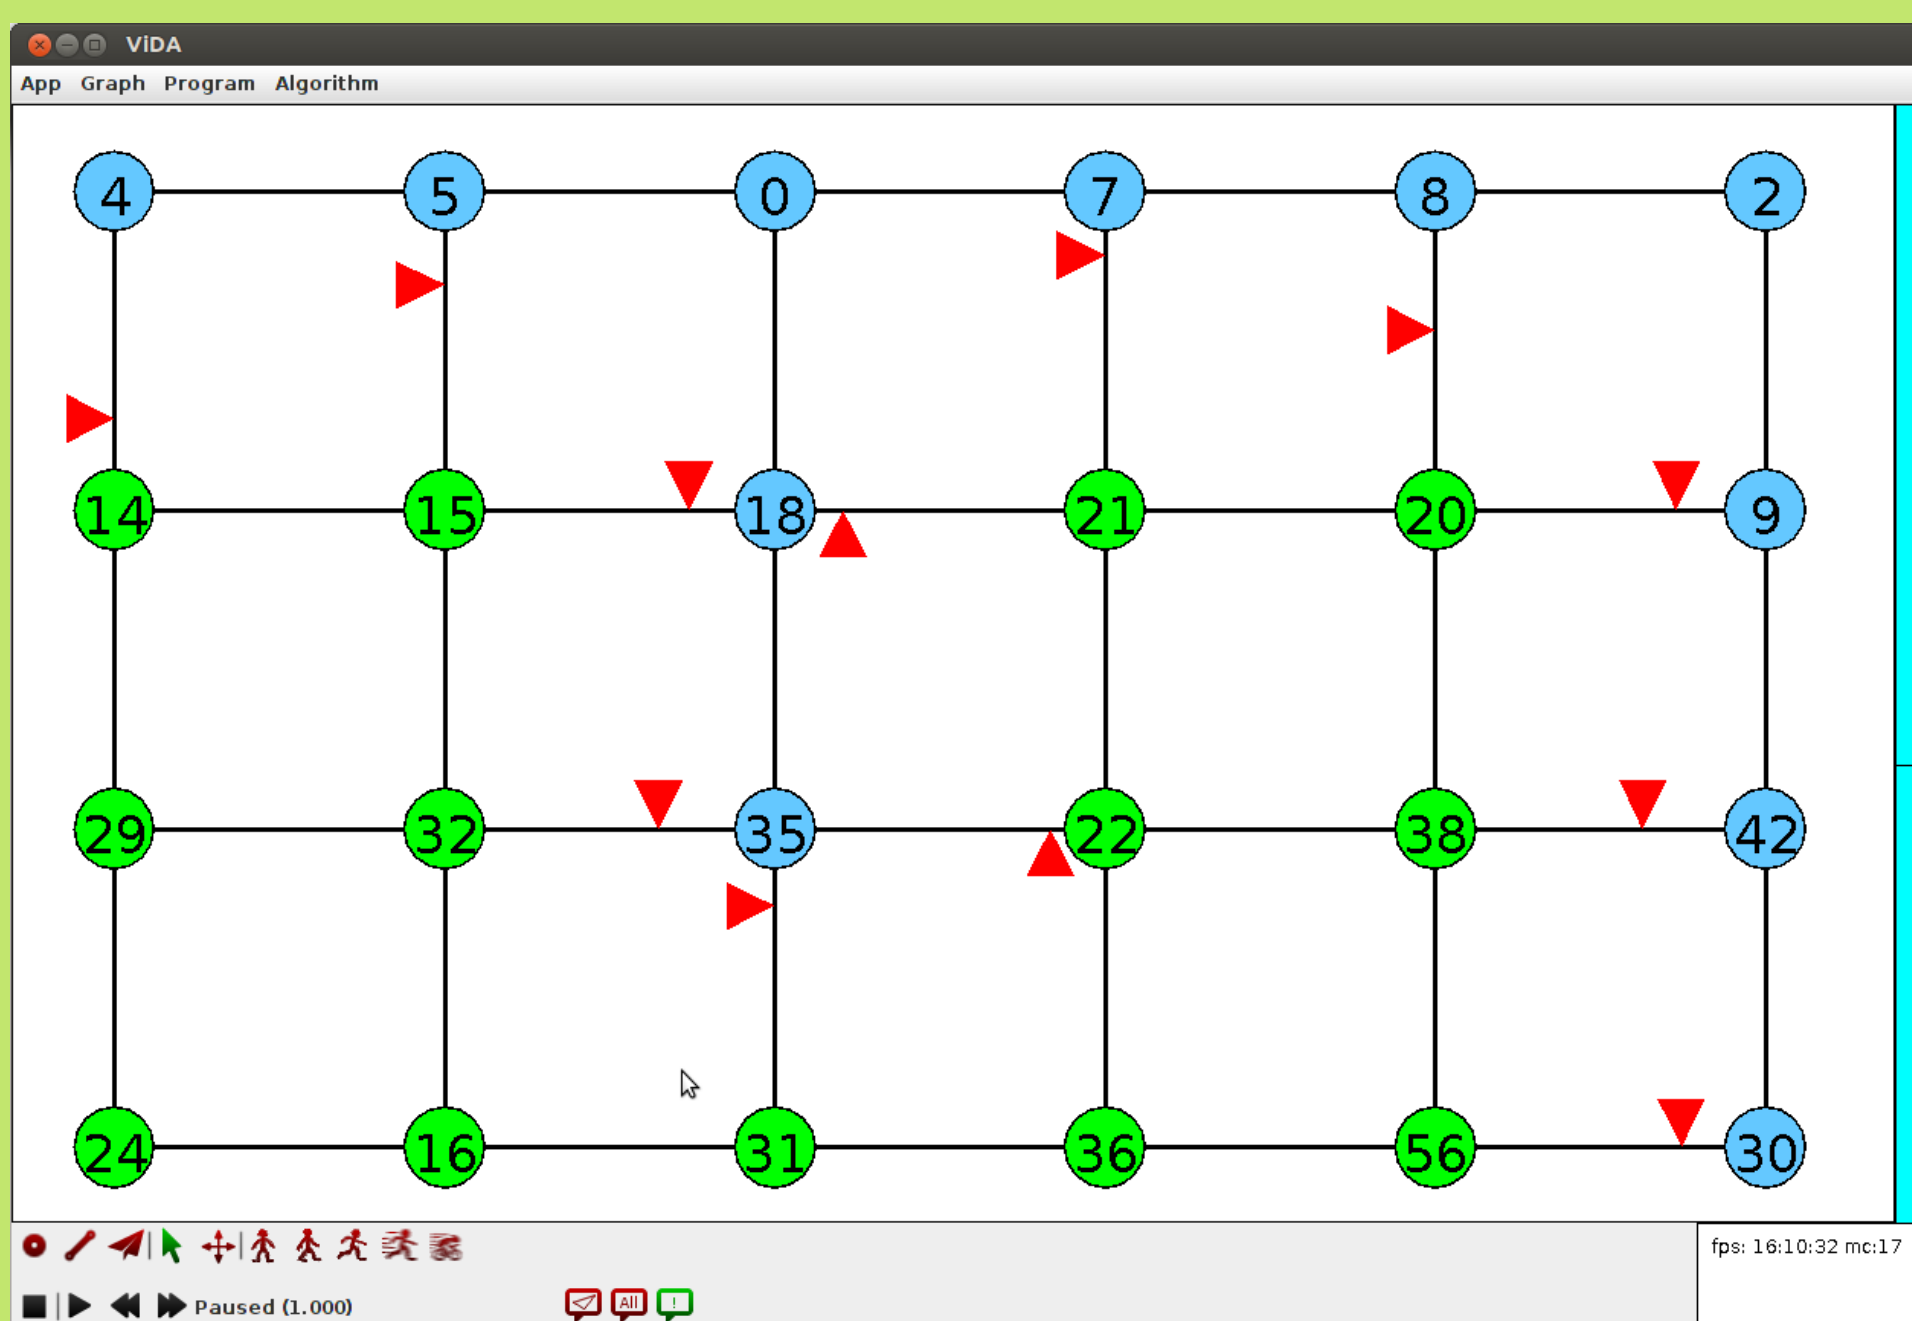 ViDA
App Graph Program Algorithm
4 5 0 7 8 2
14 15 18 21 20 9
29 32 35 22 38 42
24 16 31 36 56 30
fps: 16:10:32 mc:17
Paused (1.000)
All !